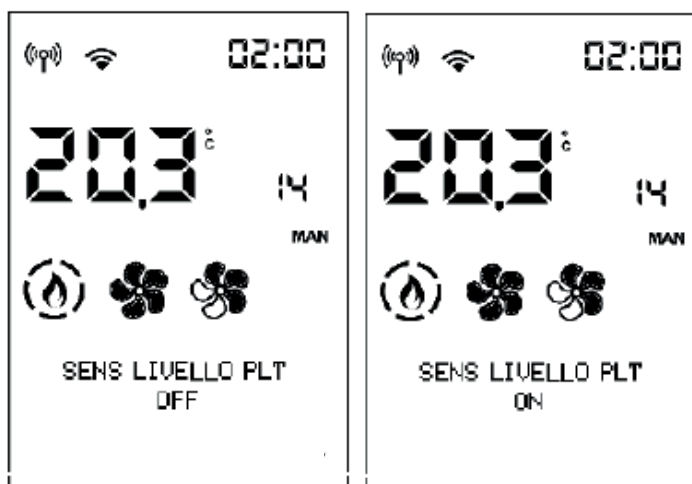 02:00
20.3 °C
14
MAN
SENS LIVELLO PLT
OFF
02:00
20.3 °C
14
MAN
SENS LIVELLO PLT
ON